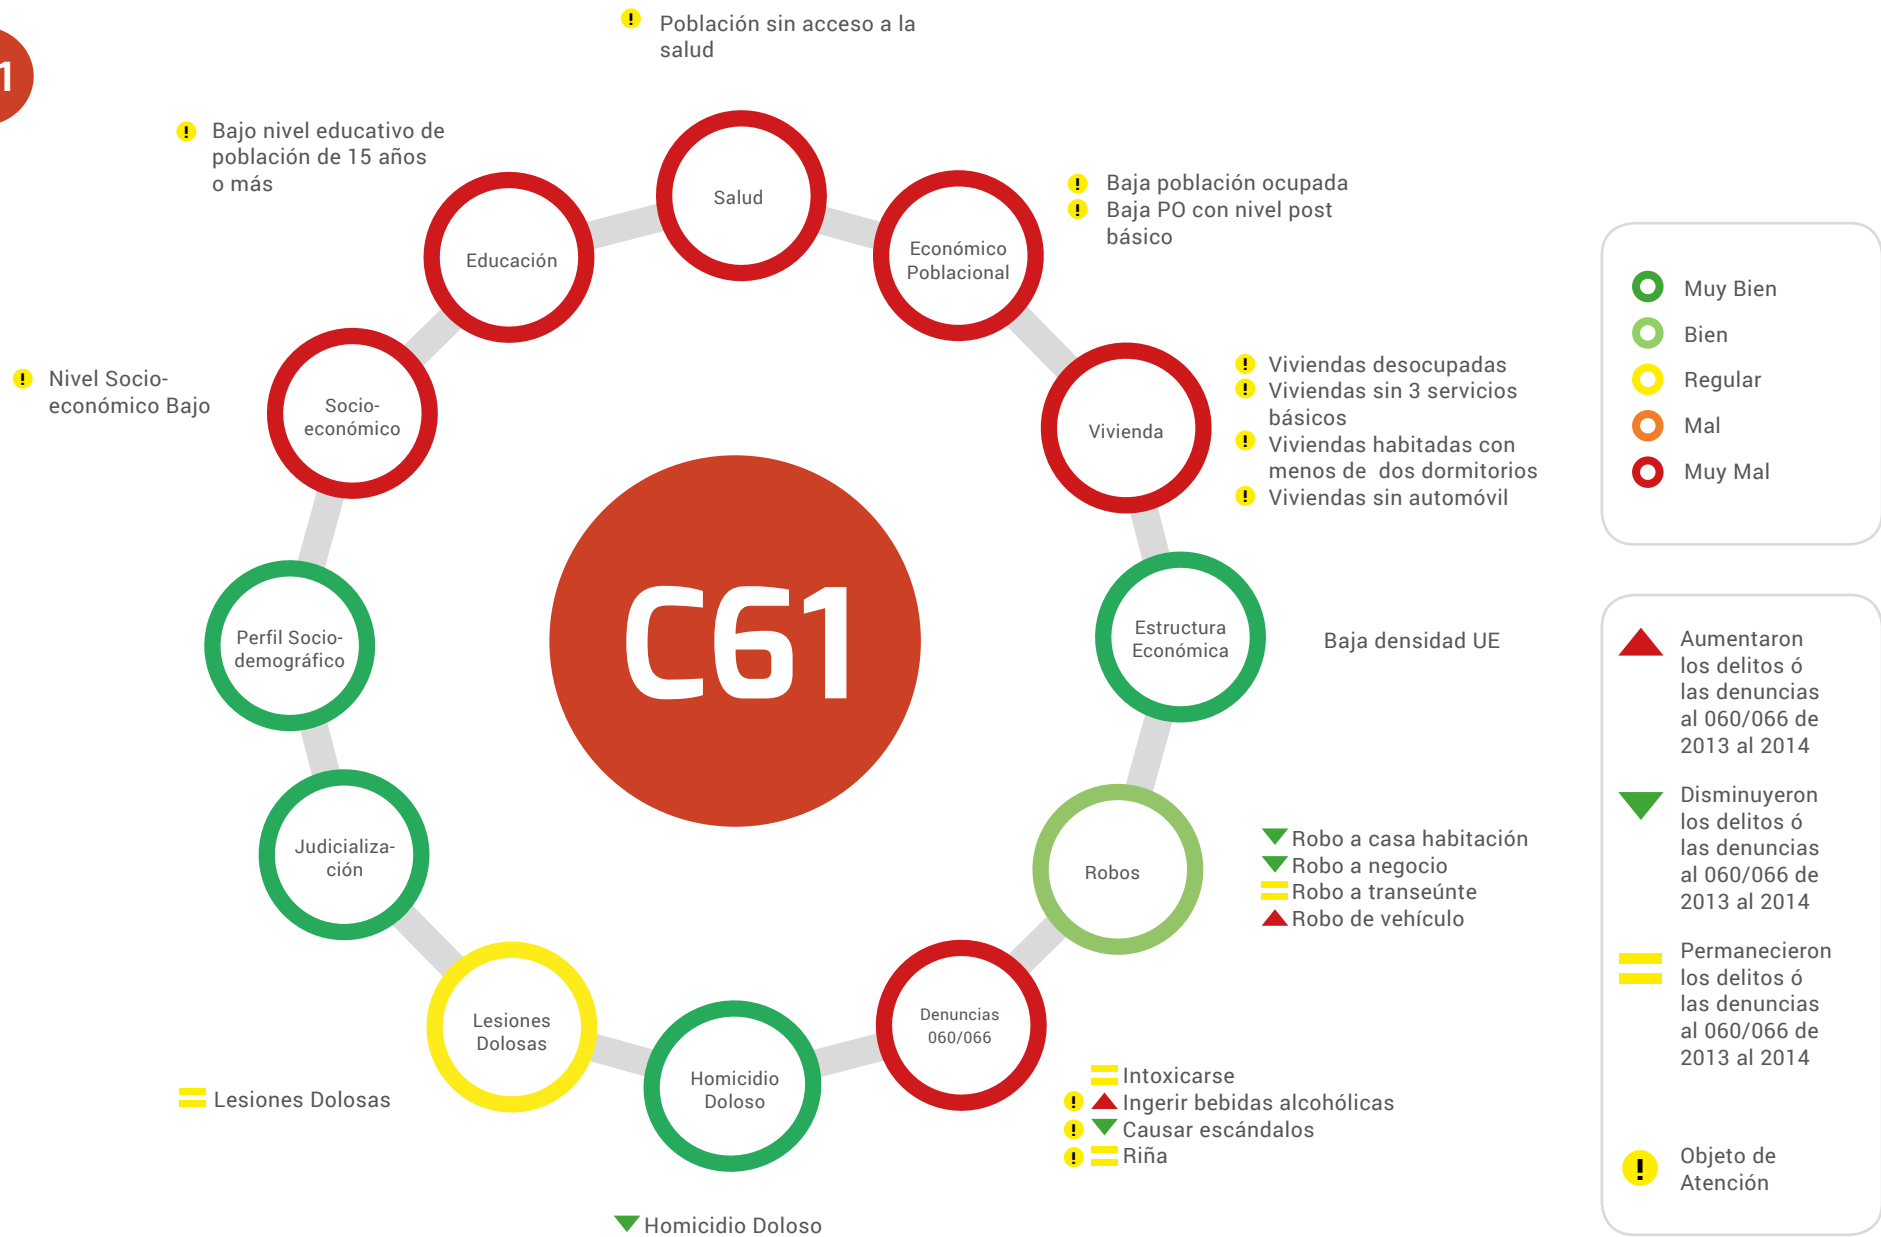 1
! Población sin acceso a la
salud
! Bajo nivel educativo de
población de 15 años
o más
Salud
! Baja población ocupada
! Baja PO con nivel post
básico
Educación
Económico
Poblacional
! Nivel Socio-
económico Bajo
Socio-
económico
Vivienda
! Viviendas desocupadas
! Viviendas sin 3 servicios
básicos
! Viviendas habitadas con
menos de dos dormitorios
! Viviendas sin automóvil
C61
Perfil Socio-
demográfico
Estructura
Económica
Baja densidad UE
Judicializa-
ción
Robos
Robo a casa habitación
Robo a negocio
Robo a transeúnte
Robo de vehículo
Lesiones
Dolosas
Lesiones Dolosas
Homicidio
Doloso
Homicidio Doloso
Denuncias
060/066
Intoxicarse
! Ingerir bebidas alcohólicas
! Causar escándalos
! Riña
Muy Bien
Bien
Regular
Mal
Muy Mal
Aumentaron
los delitos ó
las denuncias
al 060/066 de
2013 al 2014
Disminuyeron
los delitos ó
las denuncias
al 060/066 de
2013 al 2014
Permanecieron
los delitos ó
las denuncias
al 060/066 de
2013 al 2014
! Objeto de
Atención